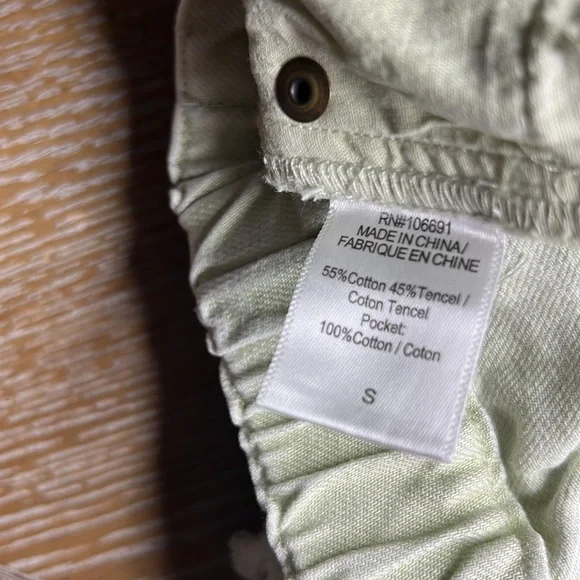 RN#106691
MADE IN CHINA/
FABRIQUE EN CHINE
55%Cotton 45%Tencel /
Coton Tencel
Pocket:
100%Cotton / Coton
S